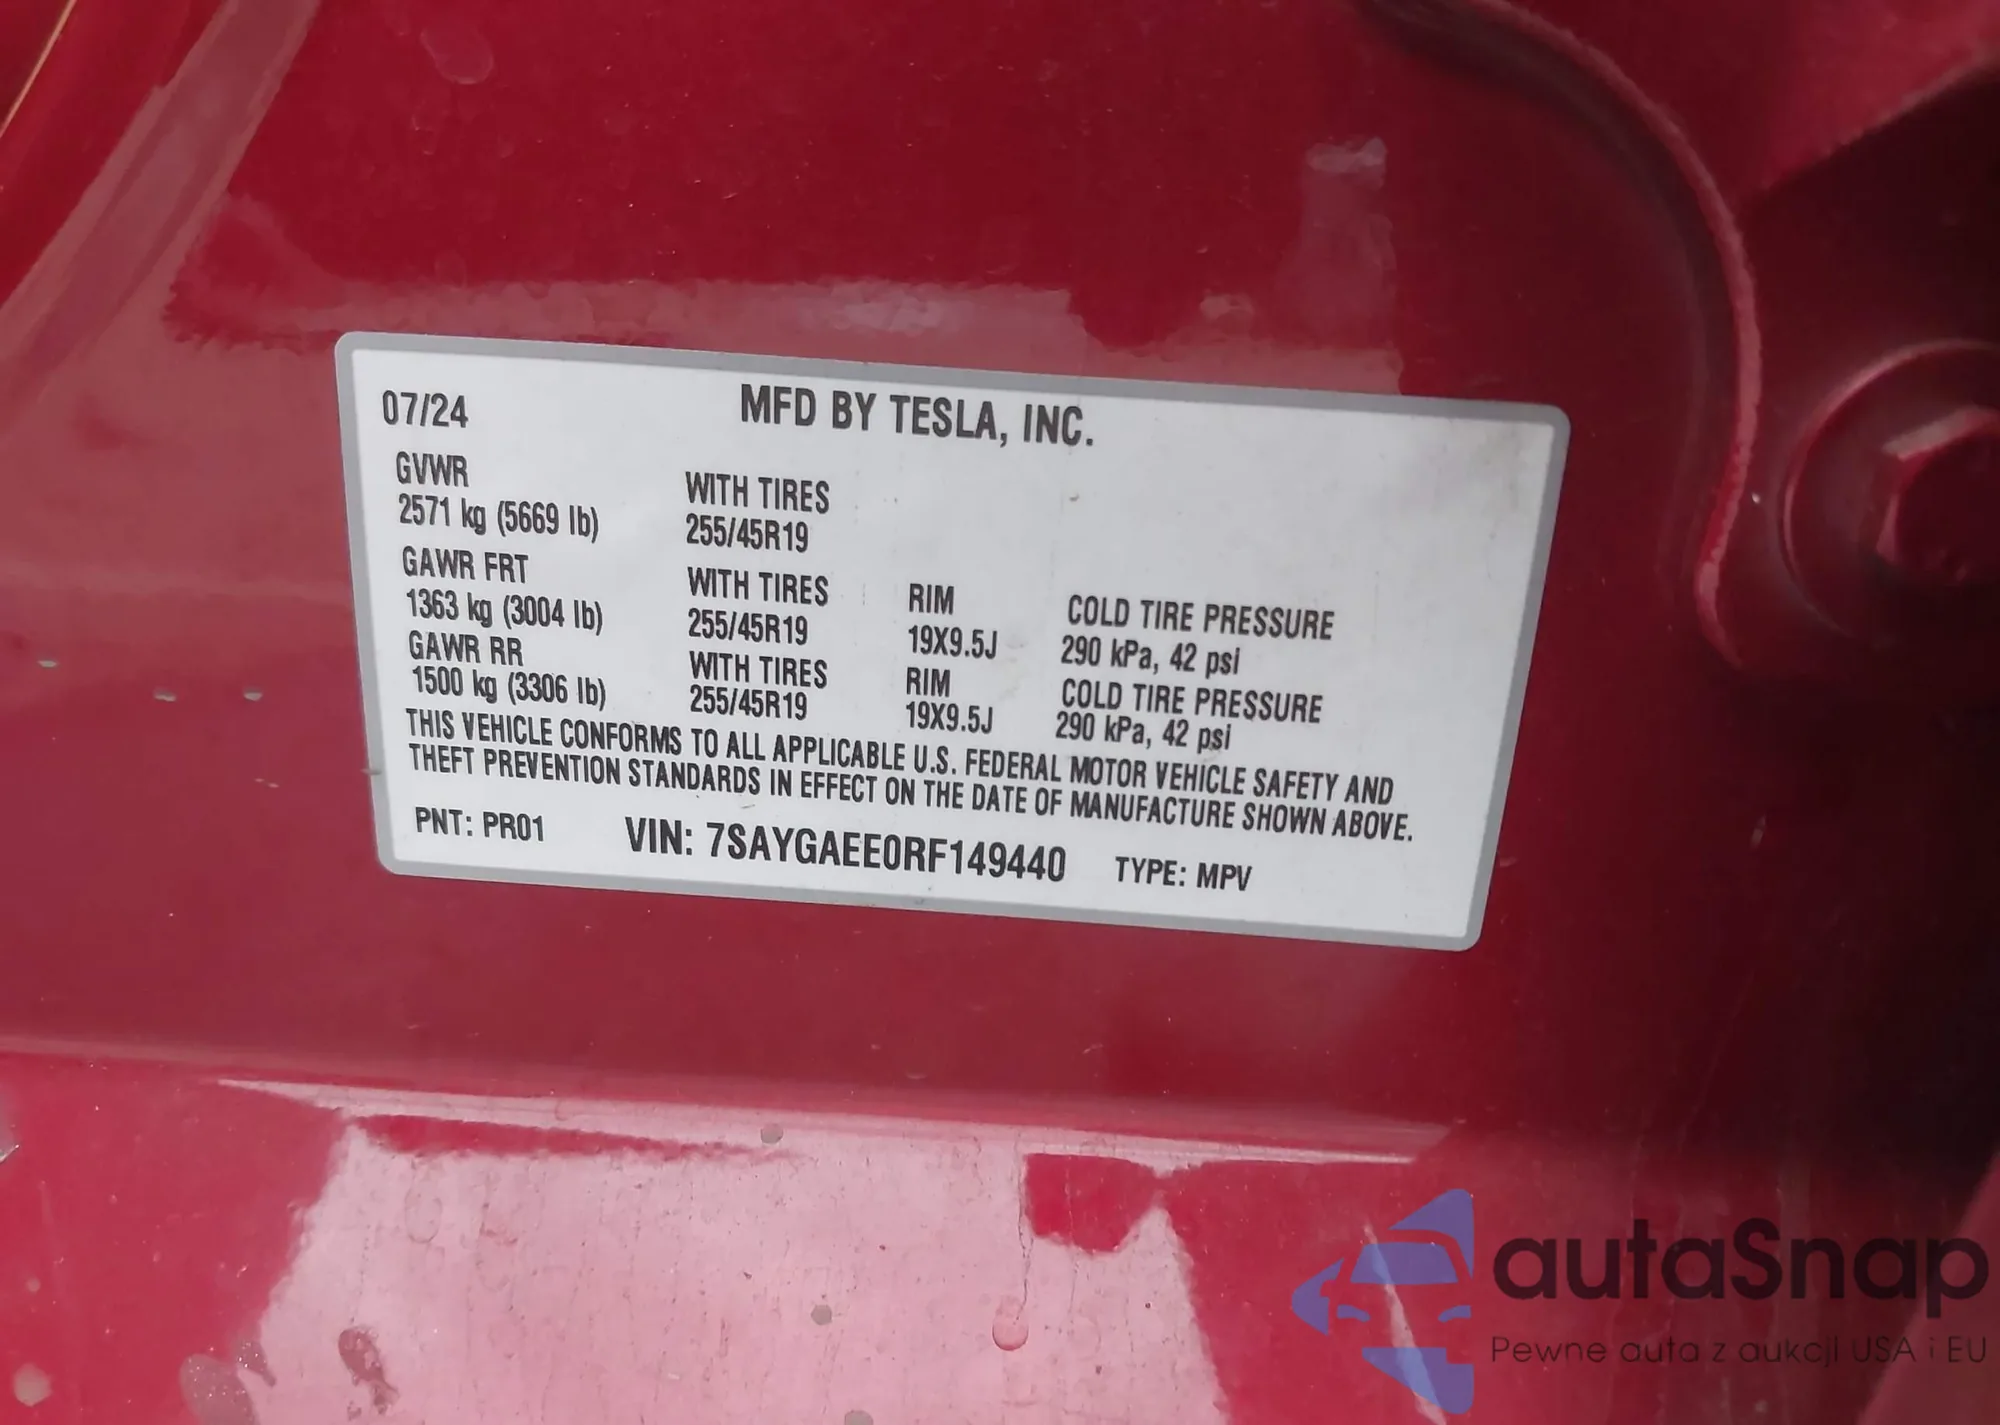 07/24 MFD BY TESLA, INC.
GVWR WITH TIRES
2571 kg (5669 lb) 255/45R19
GAWR FRT WITH TIRES RIM COLD TIRE PRESSURE
1363 kg (3004 lb) 255/45R19 19X9.5J 290 kPa, 42 psi
GAWR RR WITH TIRES RIM COLD TIRE PRESSURE
1500 kg (3306 lb) 255/45R19 19X9.5J 290 kPa, 42 psi
THIS VEHICLE CONFORMS TO ALL APPLICABLE U.S. FEDERAL MOTOR VEHICLE SAFETY AND
THEFT PREVENTION STANDARDS IN EFFECT ON THE DATE OF MANUFACTURE SHOWN ABOVE.
PNT: PR01 VIN: 7SAYGAEE0RF149440 TYPE: MPV
autaSnap
Pewne auta z aukcji USA i EU